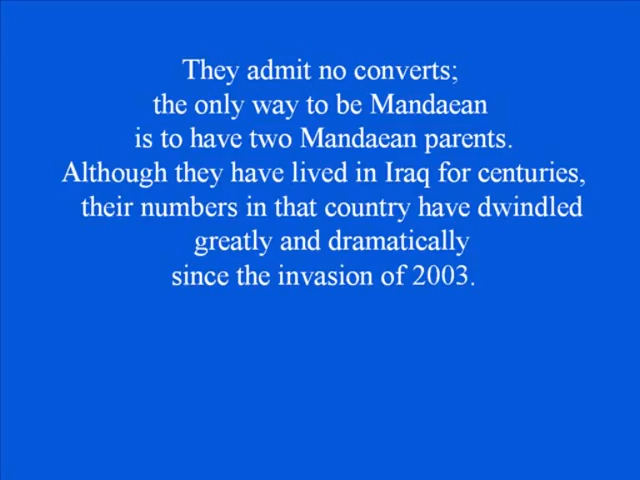 They admit no converts;
the only way to be Mandaean
is to have two Mandaean parents.
Although they have lived in Iraq for centuries,
their numbers in that country have dwindled
greatly and dramatically
since the invasion of 2003.